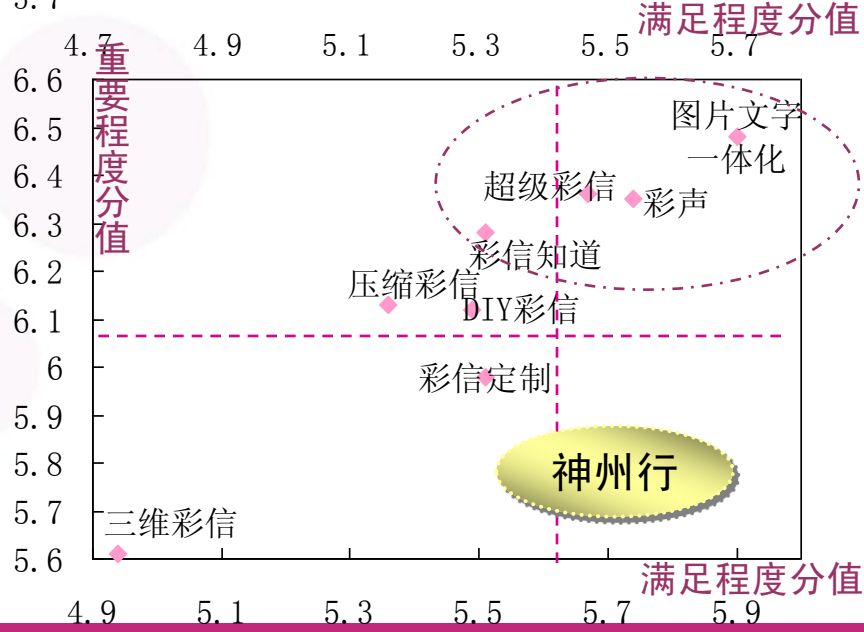 5.7
满足程度分值
4.7 4.9 5.1 5.3 5.5 5.7
重要程度分值
6.6
6.5
6.4
6.3
6.2
6.1
6
5.9
5.8
5.7
5.6
图片文字
一体化
超级彩信
彩声
彩信知道
压缩彩信
DIY彩信
彩信定制
神州行
三维彩信
满足程度分值
4.9 5.1 5.3 5.5 5.7 5.9